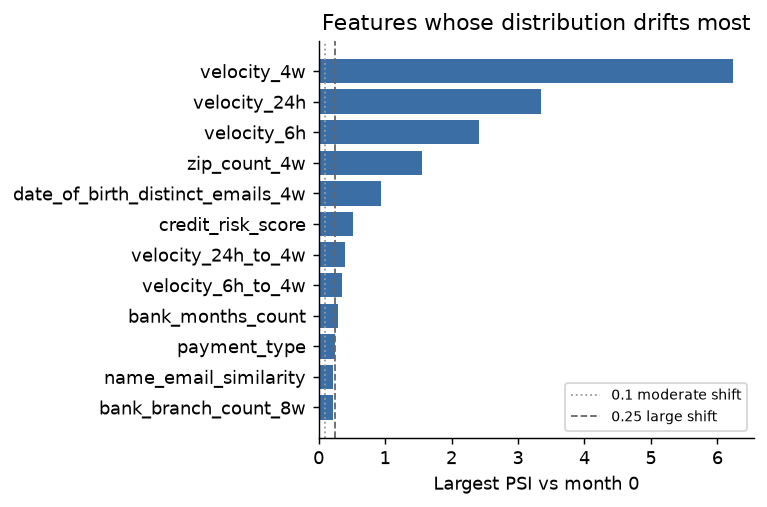 Features whose distribution drifts most
velocity_4w
velocity_24h
velocity_6h
zip_count_4w
date_of_birth_distinct_emails_4w
credit_risk_score
velocity_24h_to_4w
velocity_6h_to_4w
bank_months_count
payment_type
name_email_similarity
bank_branch_count_8w
0.1 moderate shift
0.25 large shift
0 1 2 3 4 5 6
Largest PSI vs month 0